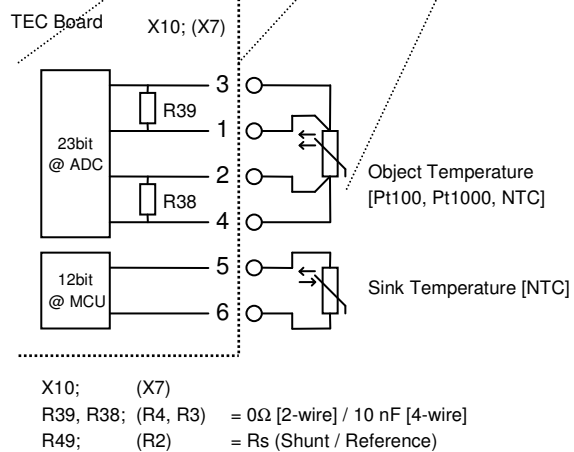 TEC Board
X10; (X7)
3
R39
1
23bit
@ ADC
2
Object Temperature
[Pt100, Pt1000, NTC]
R38
4
5
12bit
@ MCU
Sink Temperature [NTC]
6
X10; (X7)
R39, R38; (R4, R3) = 0Ω [2-wire] / 10 nF [4-wire]
R49; (R2) = Rs (Shunt / Reference)